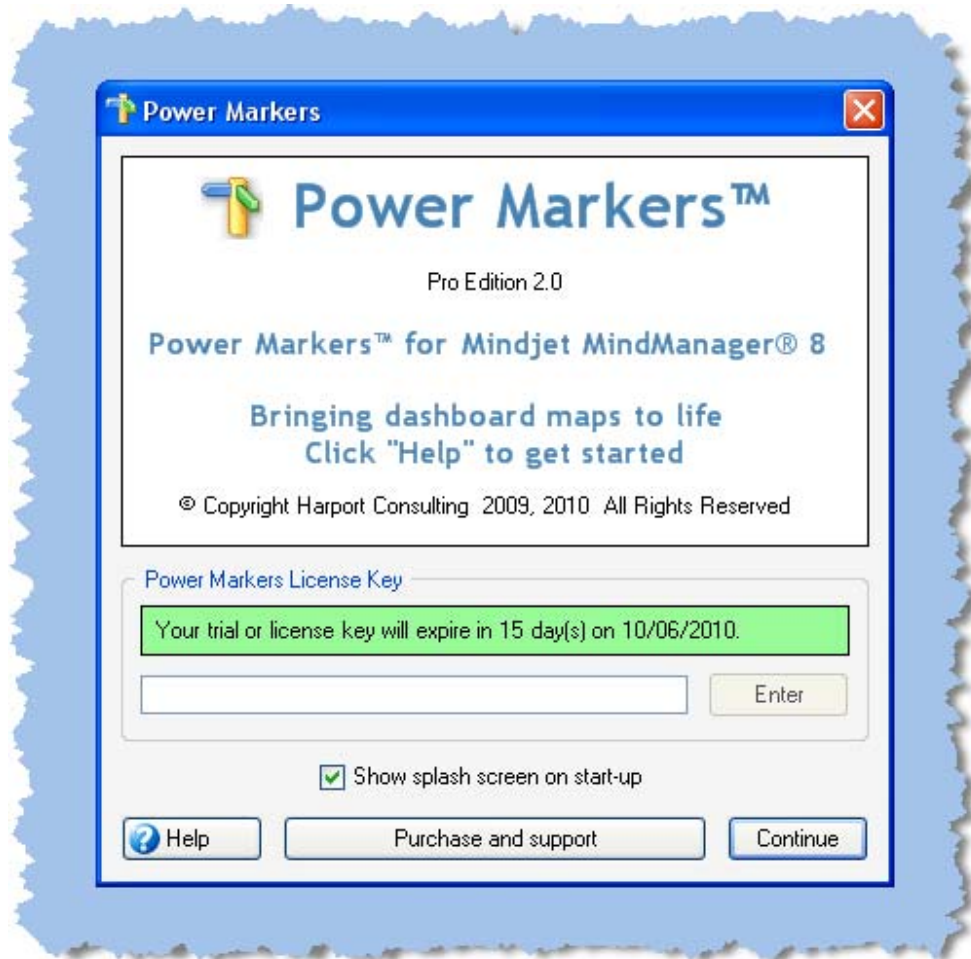 Power Markers
Power Markers™
Pro Edition 2.0
Power Markers™ for Mindjet MindManager® 8
Bringing dashboard maps to life
Click "Help" to get started
© Copyright Harport Consulting 2009, 2010 All Rights Reserved
Power Markers License Key
Your trial or license key will expire in 15 day(s) on 10/06/2010.
Enter
Show splash screen on start-up
Help
Purchase and support
Continue